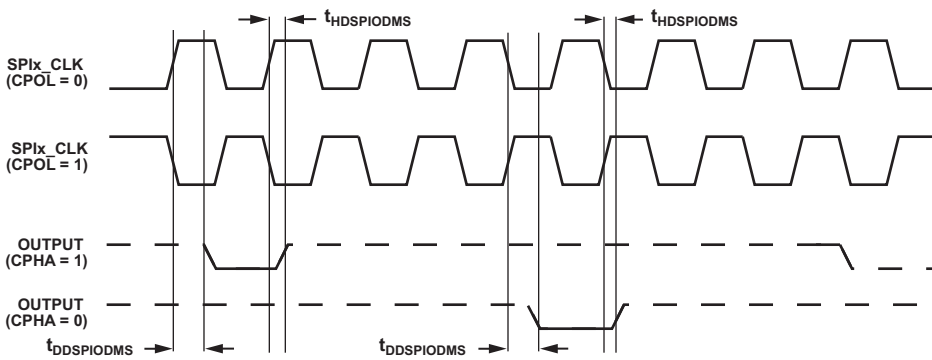 tHDSPIODMS
tHDSPIODMS
SPIx_CLK
(CPOL = 0)
SPIx_CLK
(CPOL = 1)
OUTPUT
(CPHA = 1)
OUTPUT
(CPHA = 0)
tDDSPIODMS
tDDSPIODMS